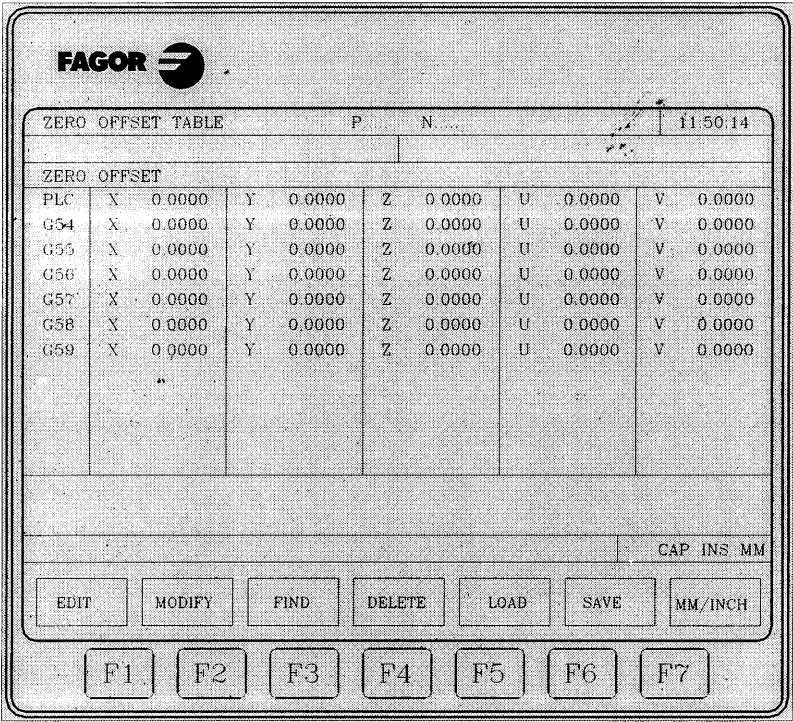 FAGOR
ZERO OFFSET TABLE P..... N..... 11:50:14
ZERO OFFSET
PLC X 0.0000 Y 0.0000 Z 0.0000 U 0.0000 V 0.0000
G54 X 0.0000 Y 0.0000 Z 0.0000 U 0.0000 V 0.0000
G55 X 0.0000 Y 0.0000 Z 0.0000 U 0.0000 V 0.0000
G56 X 0.0000 Y 0.0000 Z 0.0000 U 0.0000 V 0.0000
G57 X 0.0000 Y 0.0000 Z 0.0000 U 0.0000 V 0.0000
G58 X 0.0000 Y 0.0000 Z 0.0000 U 0.0000 V 0.0000
G59 X 0.0000 Y 0.0000 Z 0.0000 U 0.0000 V 0.0000
CAP INS MM
EDIT MODIFY FIND DELETE LOAD SAVE MM/INCH
F1 F2 F3 F4 F5 F6 F7